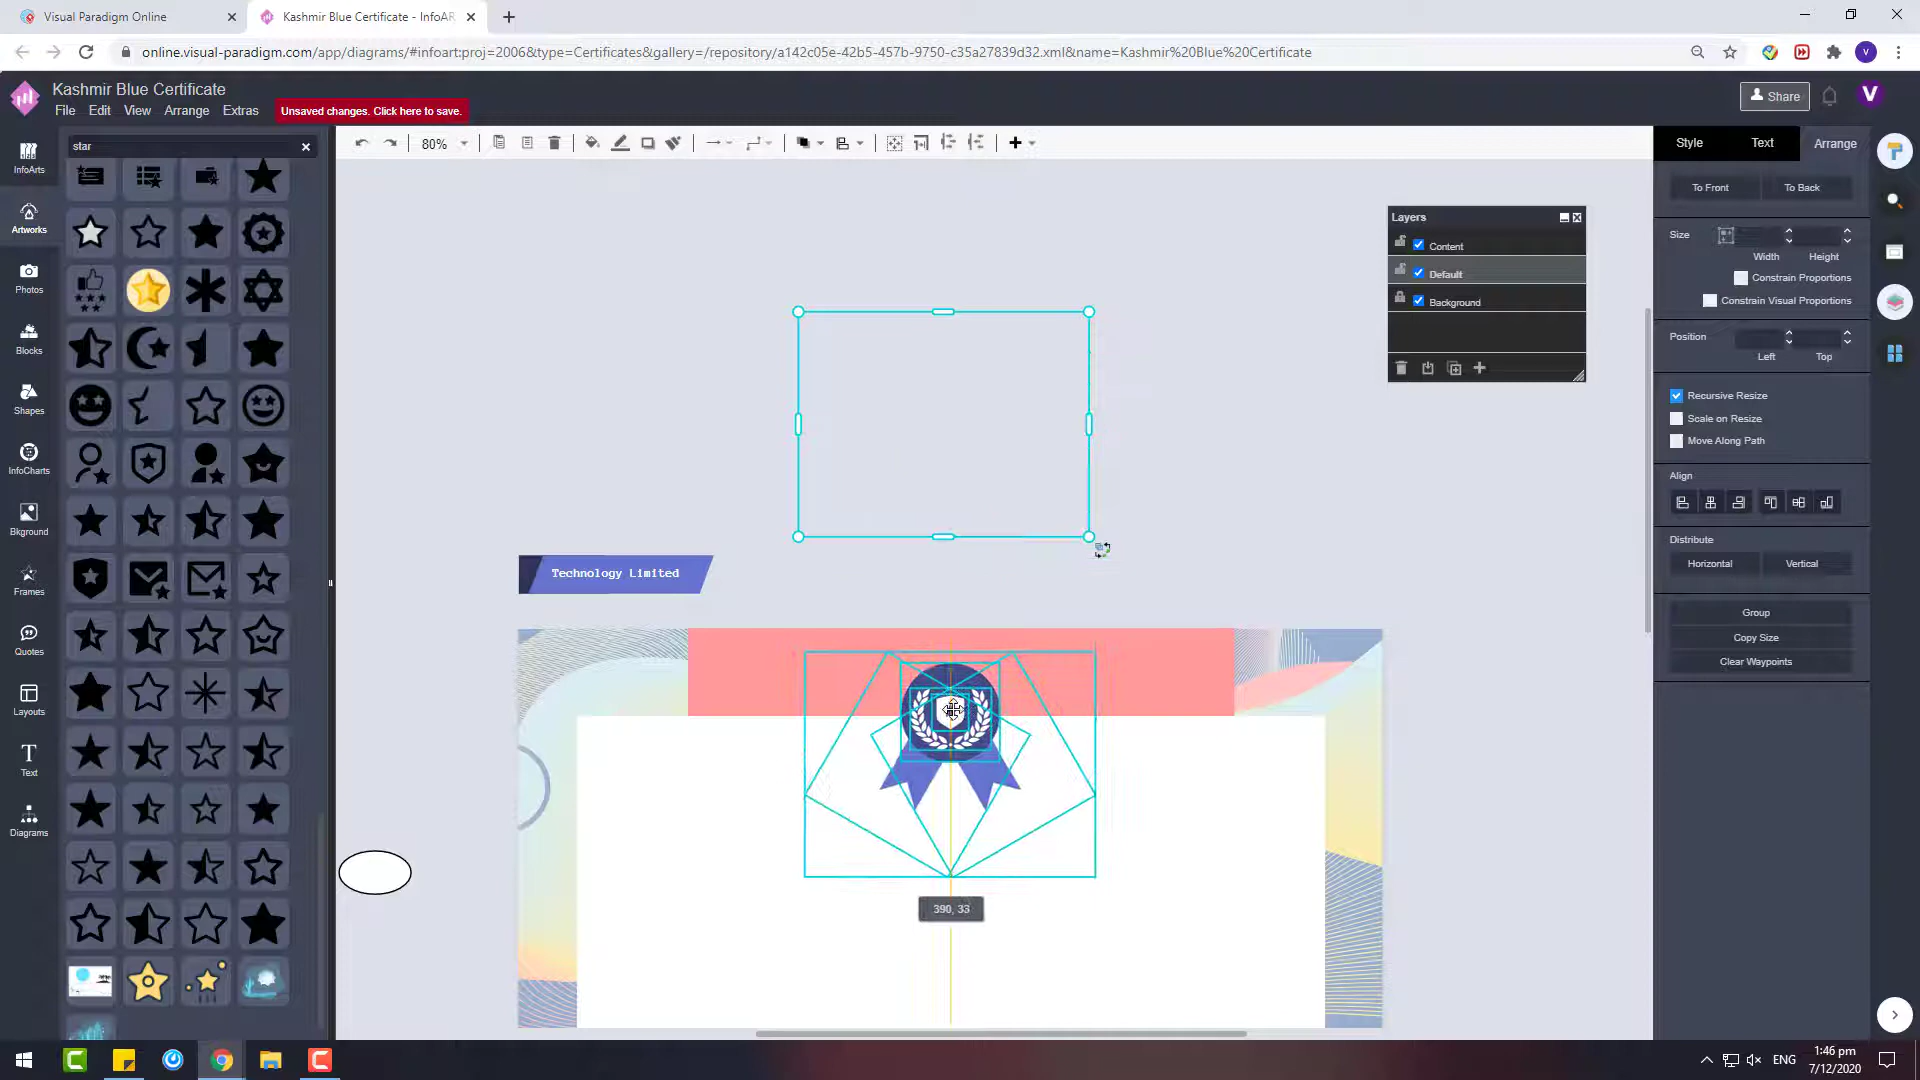 Visual Paradigm Online
Kashmir Blue Certificate - InfoAR
online.visual-paradigm.com/app/diagrams/#infoart:proj=2006&type=Certificates&gallery=/repository/a142c05e-42b5-457b-9750-c35a27839d32.xml&name=Kashmir%20Blue%20Certificate
V
Kashmir Blue Certificate
File Edit View Arrange Extras
Unsaved changes. Click here to save.
Share
V
star
80%
Style Text Arrange
InfoArts
Artworks
Photos
Blocks
Shapes
InfoCharts
Bkground
Frames
Quotes
Layouts
Text
Diagrams
Layers
Content
Default
Background
To Front To Back
Size
Width Height
Constrain Proportions
Constrain Visual Proportions
Position
Left Top
Recursive Resize
Scale on Resize
Move Along Path
Align
Distribute
Horizontal Vertical
Group
Copy Size
Clear Waypoints
Technology Limited
390, 33
ENG
1:46 pm
7/12/2020